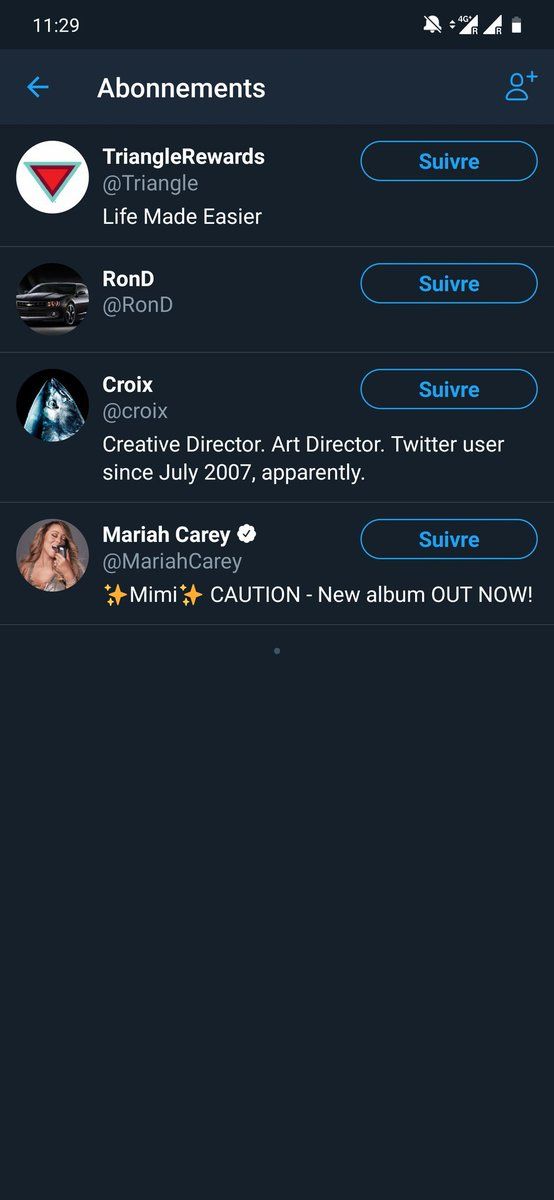 11:29
4G+
R
R
Abonnements
TriangleRewards
Suivre
@Triangle
Life Made Easier
RonD
Suivre
@RonD
Croix
Suivre
@croix
Creative Director. Art Director. Twitter user
since July 2007, apparently.
Mariah Carey
Suivre
@MariahCarey
✨Mimi✨ CAUTION - New album OUT NOW!